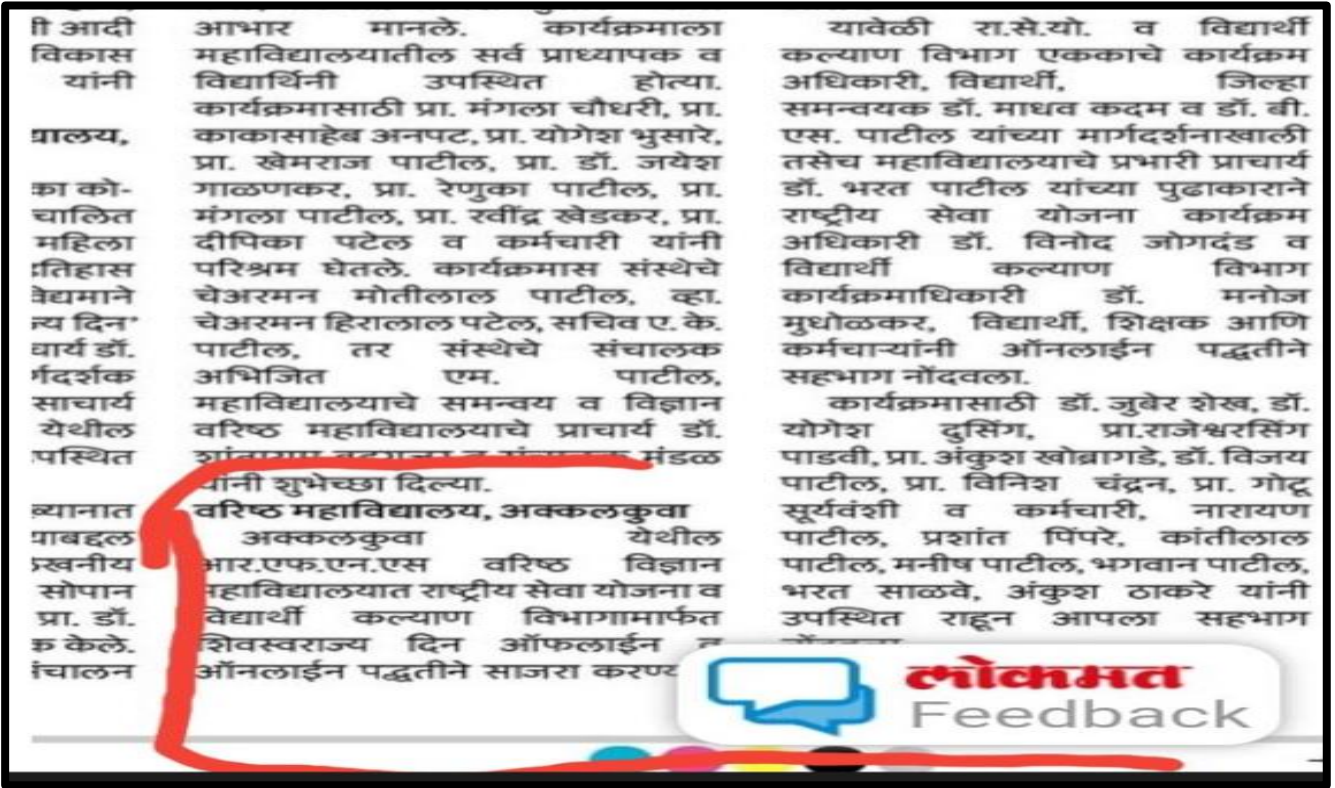 ी आदी
विकास
यांनी
यालय,
का को-
चालित
महिला
इतिहास
वेद्यमाने
ज्य दिन'
चार्य डॉ.
र्गदर्शक
साचार्य
येथील
उपस्थित
ख्यानात
याबद्दल
लेखनीय
सोपान
प्रा. डॉ.
क केले.
संचालन
आभार मानले. कार्यक्रमाला
महाविद्यालयातील सर्व प्राध्यापक व
विद्यार्थिनी उपस्थित होत्या.
कार्यक्रमासाठी प्रा. मंगला चौधरी, प्रा.
काकासाहेब अनपट, प्रा. योगेश भुसारे,
प्रा. खेमराज पाटील, प्रा. डॉ. जयेश
गाळणकर, प्रा. रेणुका पाटील, प्रा.
मंगला पाटील, प्रा. रवींद्र खेडकर, प्रा.
दीपिका पटेल व कर्मचारी यांनी
परिश्रम घेतले. कार्यक्रमास संस्थेचे
चेअरमन मोतीलाल पाटील, व्हा.
चेअरमन हिरालाल पटेल, सचिव ए. के.
पाटील, तर संस्थेचे संचालक
अभिजित एम. पाटील,
महाविद्यालयाचे समन्वय व विज्ञान
वरिष्ठ महाविद्यालयाचे प्राचार्य डॉ.
मंडळ
यांनी शुभेच्छा दिल्या.
वरिष्ठ महाविद्यालय, अक्कलकुवा
अक्कलकुवा येथील
आर.एफ.एन.एस वरिष्ठ विज्ञान
महाविद्यालयात राष्ट्रीय सेवा योजना व
विद्यार्थी कल्याण विभागामार्फत
शिवस्वराज्य दिन ऑफलाईन व
ऑनलाईन पद्धतीने साजरा
यावेळी रा.से.यो. व विद्यार्थी
कल्याण विभाग एककाचे कार्यक्रम
अधिकारी, विद्यार्थी, जिल्हा
समन्वयक डॉ. माधव कदम व डॉ. बी.
एस. पाटील यांच्या मार्गदर्शनाखाली
तसेच महाविद्यालयाचे प्रभारी प्राचार्य
डॉ. भरत पाटील यांच्या पुढाकाराने
राष्ट्रीय सेवा योजना कार्यक्रम
अधिकारी डॉ. विनोद जोगदंड व
विद्यार्थी कल्याण विभाग
कार्यक्रमाधिकारी डॉ. मनोज
मुधोळकर, विद्यार्थी, शिक्षक आणि
कर्मचाऱ्यांनी ऑनलाईन पद्धतीने
सहभाग नोंदवला.
कार्यक्रमासाठी डॉ. जुबेर शेख, डॉ.
योगेश दुसिंग, प्रा.राजेश्वरसिंग
पाडवी, प्रा. अंकुश खोब्रागडे, डॉ. विजय
पाटील, प्रा. विनिश चंद्रन, प्रा. गोटू
सूर्यवंशी व कर्मचारी, नारायण
पाटील, प्रशांत पिंपरे, कांतीलाल
पाटील, मनीष पाटील, भगवान पाटील,
भरत साळवे, अंकुश ठाकरे यांनी
उपस्थित राहून आपला सहभाग
लोकमत
Feedback